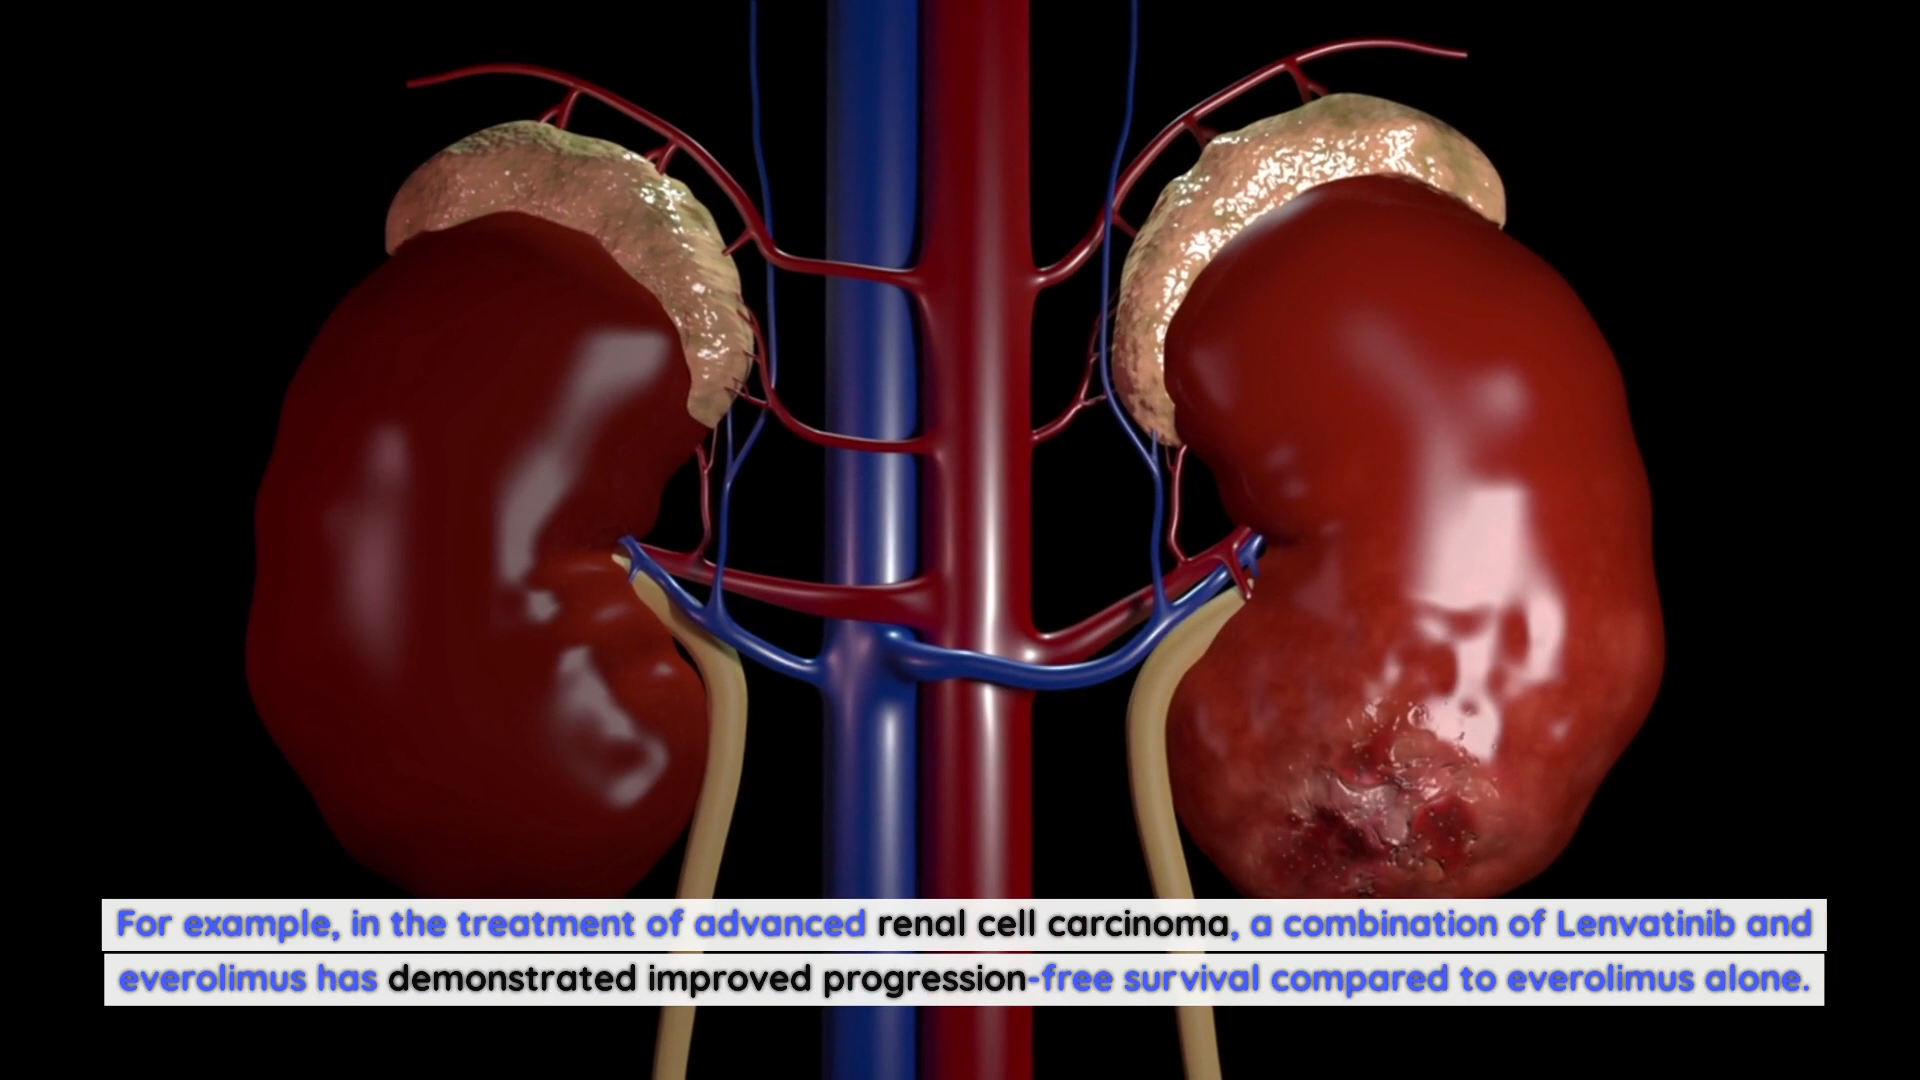 For example, in the treatment of advanced renal cell carcinoma, a combination of Lenvatinib and
everolimus has demonstrated improved progression-free survival compared to everolimus alone.